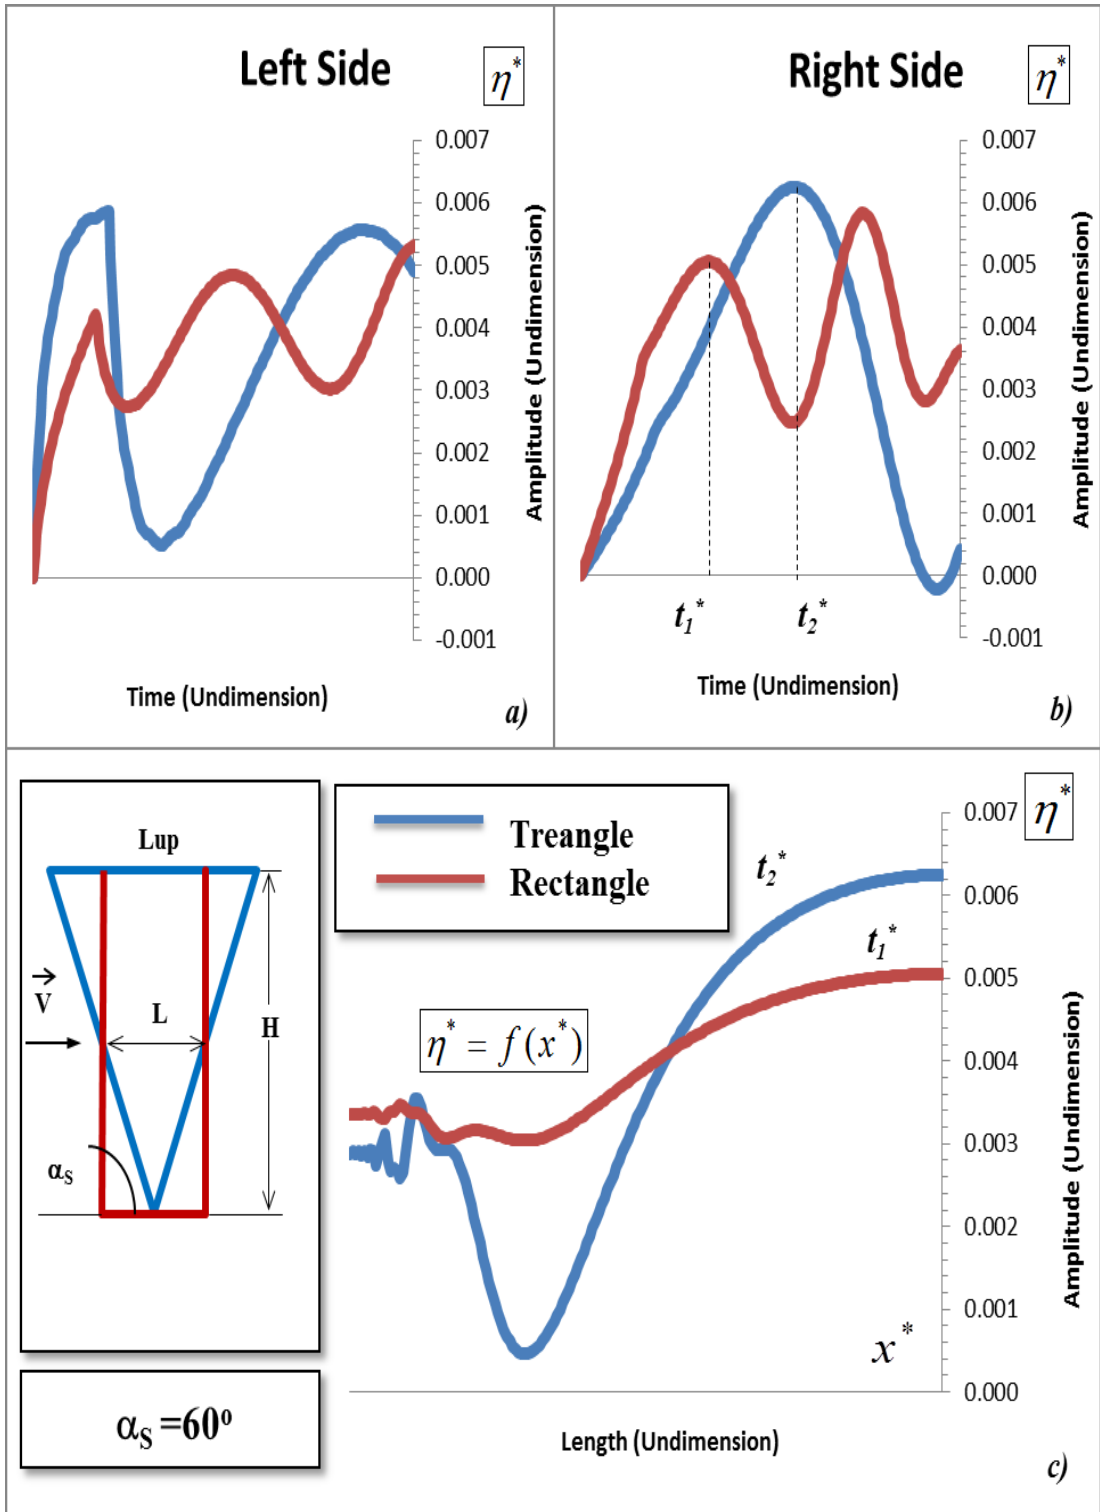 Left Side
η*
0.007
0.006
0.005
0.004
0.003
0.002
0.001
0.000
-0.001
Amplitude (Undimension)
Time (Undimension)
a)
Right Side
η*
0.007
0.006
0.005
0.004
0.003
0.002
0.001
0.000
-0.001
Amplitude (Undimension)
t₁*
t₂*
Time (Undimension)
b)
Lup
V
L
H
αS
αS =60º
Treangle
Rectangle
η*
0.007
0.006
0.005
0.004
0.003
0.002
0.001
0.000
Amplitude (Undimension)
t₂*
t₁*
η* = f(x*)
x*
Length (Undimension)
c)